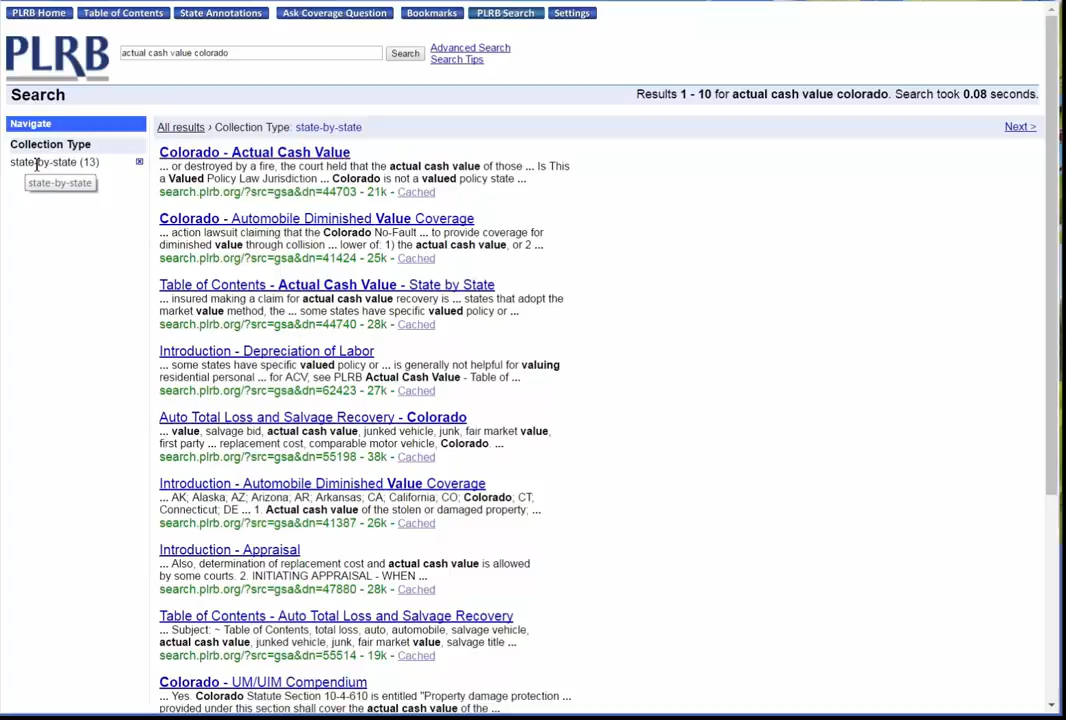 PLRB Home Table of Contents State Annotations Ask Coverage Question Bookmarks PLRB Search Settings
PLRB
actual cash value colorado Search Advanced Search
Search Tips
Search Results 1 - 10 for actual cash value colorado. Search took 0.08 seconds.
Navigate
Collection Type
state-by-state (13)
state-by-state
All results › Collection Type: state-by-state Next >
Colorado - Actual Cash Value
... or destroyed by a fire, the court held that the actual cash value of those ... Is This
a Valued Policy Law Jurisdiction ... Colorado is not a valued policy state ...
search.plrb.org/?src=gsa&dn=44703 - 21k - Cached
Colorado - Automobile Diminished Value Coverage
... action lawsuit claiming that the Colorado No-Fault ... to provide coverage for
diminished value through collision ... lower of: 1) the actual cash value, or 2 ...
search.plrb.org/?src=gsa&dn=41424 - 25k - Cached
Table of Contents - Actual Cash Value - State by State
... insured making a claim for actual cash value recovery is ... states that adopt the
market value method, the ... some states have specific valued policy or ...
search.plrb.org/?src=gsa&dn=44740 - 28k - Cached
Introduction - Depreciation of Labor
... some states have specific valued policy or ... is generally not helpful for valuing
residential personal ... for ACV, see PLRB Actual Cash Value - Table of ...
search.plrb.org/?src=gsa&dn=62423 - 27k - Cached
Auto Total Loss and Salvage Recovery - Colorado
... value, salvage bid, actual cash value, junked vehicle, junk, fair market value,
first party ... replacement cost, comparable motor vehicle, Colorado. ...
search.plrb.org/?src=gsa&dn=55198 - 38k - Cached
Introduction - Automobile Diminished Value Coverage
... AK; Alaska, AZ; Arizona; AR; Arkansas, CA; California, CO; Colorado; CT,
Connecticut; DE ... 1. Actual cash value of the stolen or damaged property; ...
search.plrb.org/?src=gsa&dn=41387 - 26k - Cached
Introduction - Appraisal
... Also, determination of replacement cost and actual cash value is allowed
by some courts. 2. INITIATING APPRAISAL - WHEN ...
search.plrb.org/?src=gsa&dn=47880 - 28k - Cached
Table of Contents - Auto Total Loss and Salvage Recovery
... Subject: ~ Table of Contents, total loss, auto, automobile, salvage vehicle,
actual cash value, junked vehicle, junk, fair market value, salvage title ...
search.plrb.org/?src=gsa&dn=55514 - 19k - Cached
Colorado - UM/UIM Compendium
... Yes. Colorado Statute Section 10-4-610 is entitled "Property damage protection ...
provided under this section shall cover the actual cash value of the ...